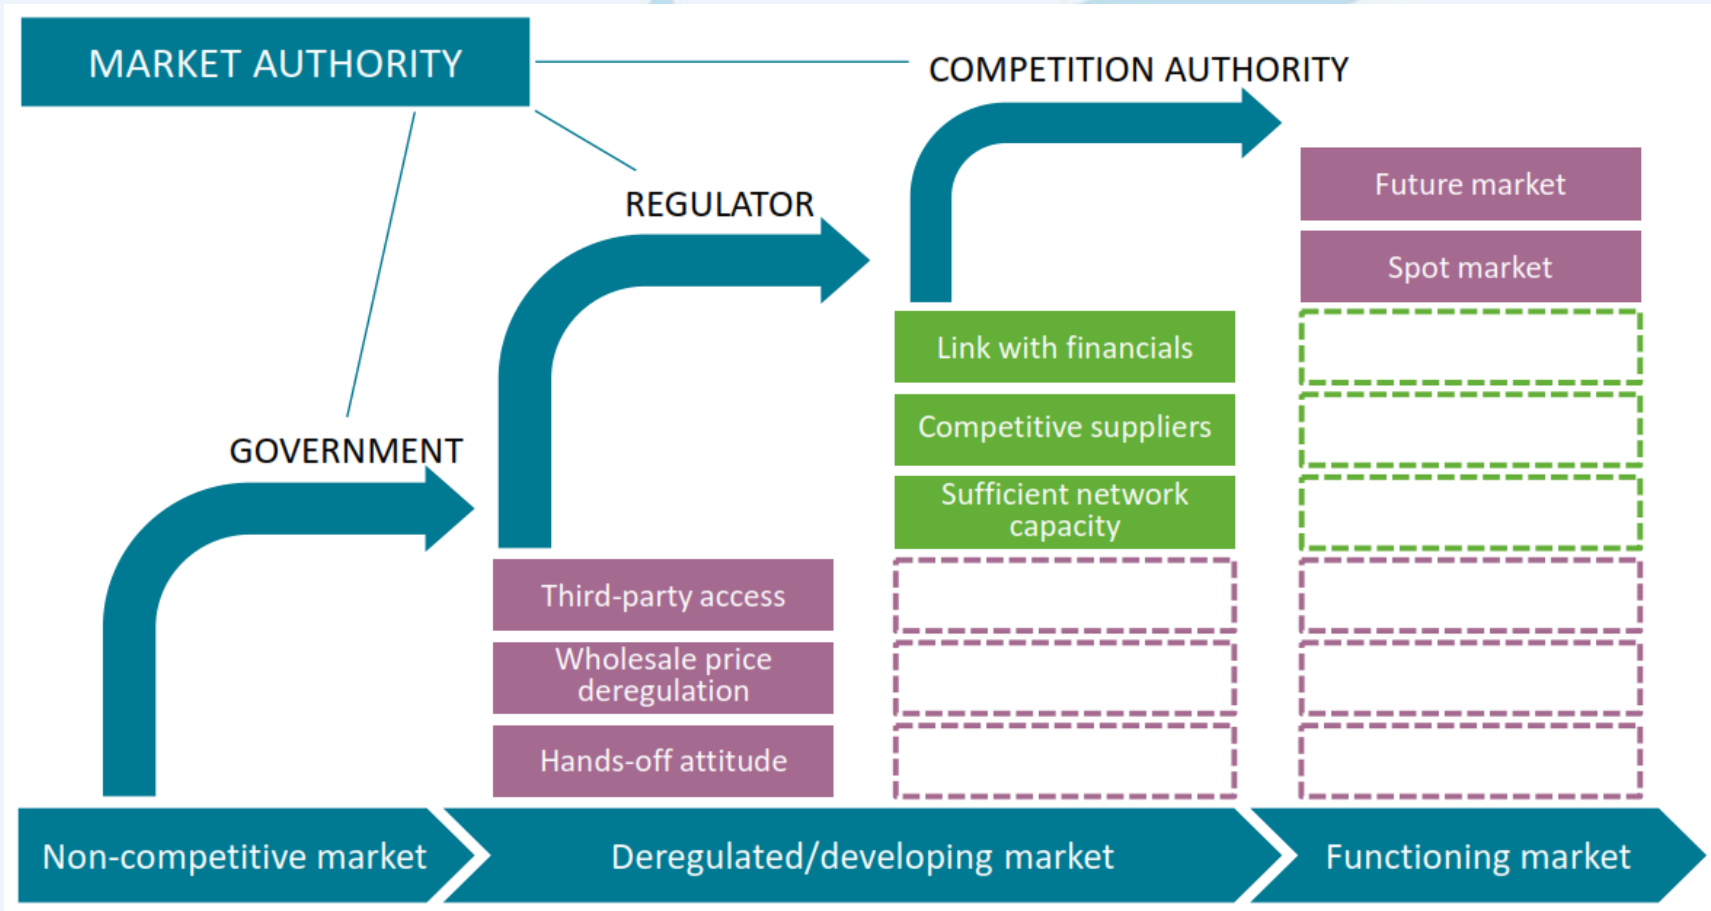 MARKET AUTHORITY
COMPETITION AUTHORITY
REGULATOR
GOVERNMENT
Future market
Spot market
Link with financials
Competitive suppliers
Sufficient network
capacity
Third-party access
Wholesale price
deregulation
Hands-off attitude
Non-competitive market
Deregulated/developing market
Functioning market